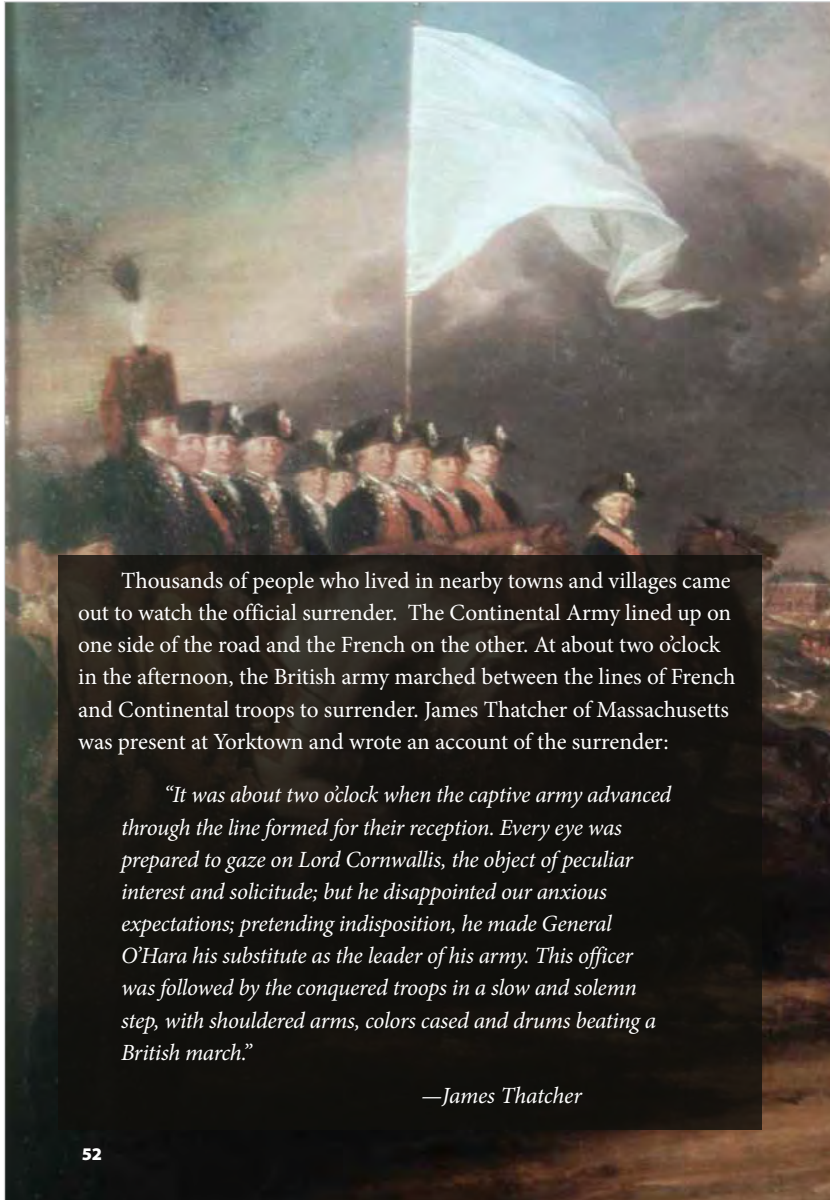 Thousands of people who lived in nearby towns and villages came
out to watch the official surrender.  The Continental Army lined up on
one side of the road and the French on the other. At about two o’clock
in the afternoon, the British army marched between the lines of French
and Continental troops to surrender. James Thatcher of Massachusetts
was present at Yorktown and wrote an account of the surrender:
“It was about two o’clock when the captive army advanced
through the line formed for their reception. Every eye was
prepared to gaze on Lord Cornwallis, the object of peculiar
interest and solicitude; but he disappointed our anxious
expectations; pretending indisposition, he made General
O’Hara his substitute as the leader of his army. This officer
was followed by the conquered troops in a slow and solemn
step, with shouldered arms, colors cased and drums beating a
British march.”
—James Thatcher
52